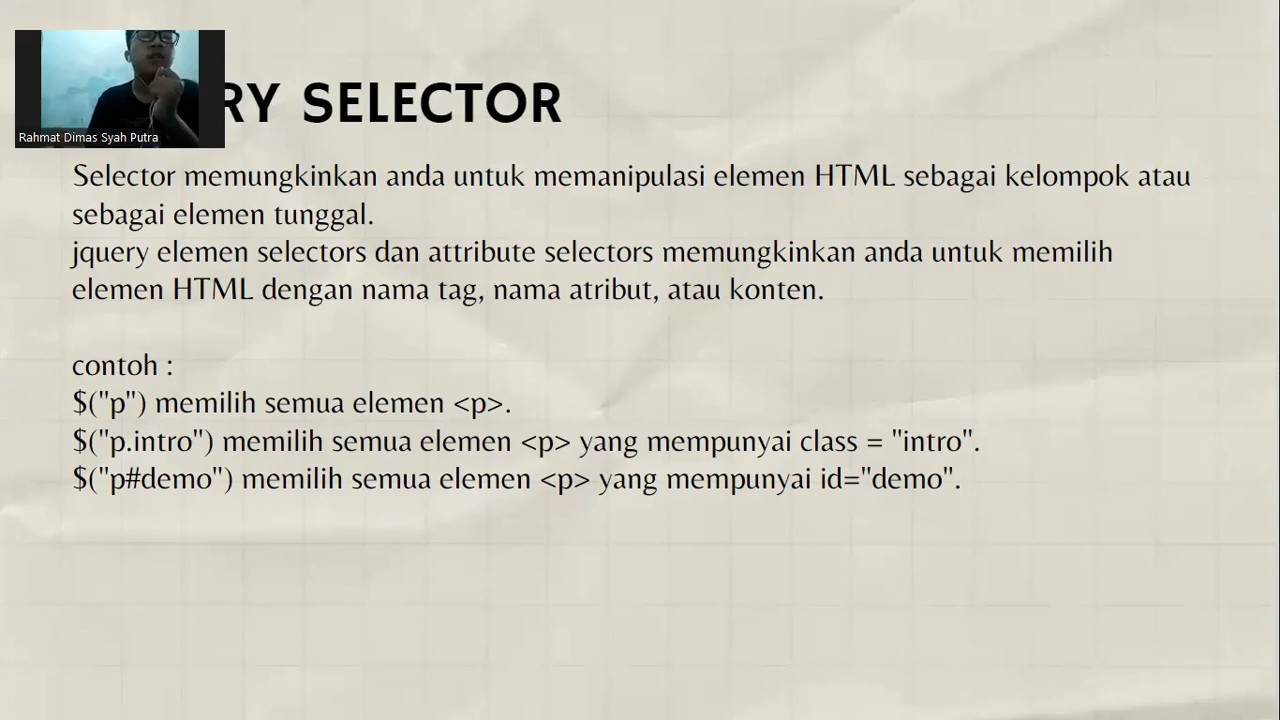 Rahmat Dimas Syah Putra
RY SELECTOR
Selector memungkinkan anda untuk memanipulasi elemen HTML sebagai kelompok atau
sebagai elemen tunggal.
jquery elemen selectors dan attribute selectors memungkinkan anda untuk memilih
elemen HTML dengan nama tag, nama atribut, atau konten.
contoh :
$("p") memilih semua elemen <p>.
$("p.intro") memilih semua elemen <p> yang mempunyai class = "intro".
$("p#demo") memilih semua elemen <p> yang mempunyai id="demo".